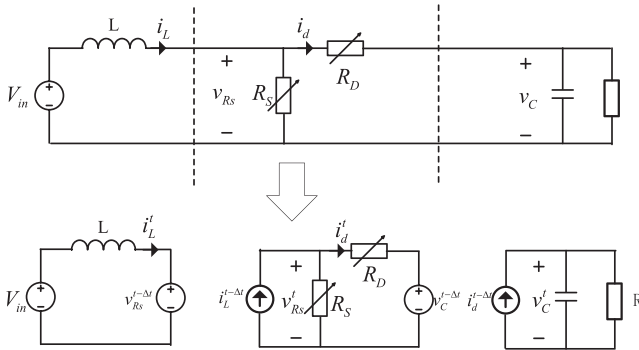 L
i_L
i_d
V_in
+
−
+
v_Rs
−
R_S
R_D
+
v_C
−
L
i_L^t
V_in
+
−
+
−
v_Rs^{t−Δt}
i_L^{t−Δt}
+
v_Rs^t
−
R_S
i_d^t
R_D
+
−
v_C^{t−Δt}
i_d^{t−Δt}
+
v_C^t
−
R